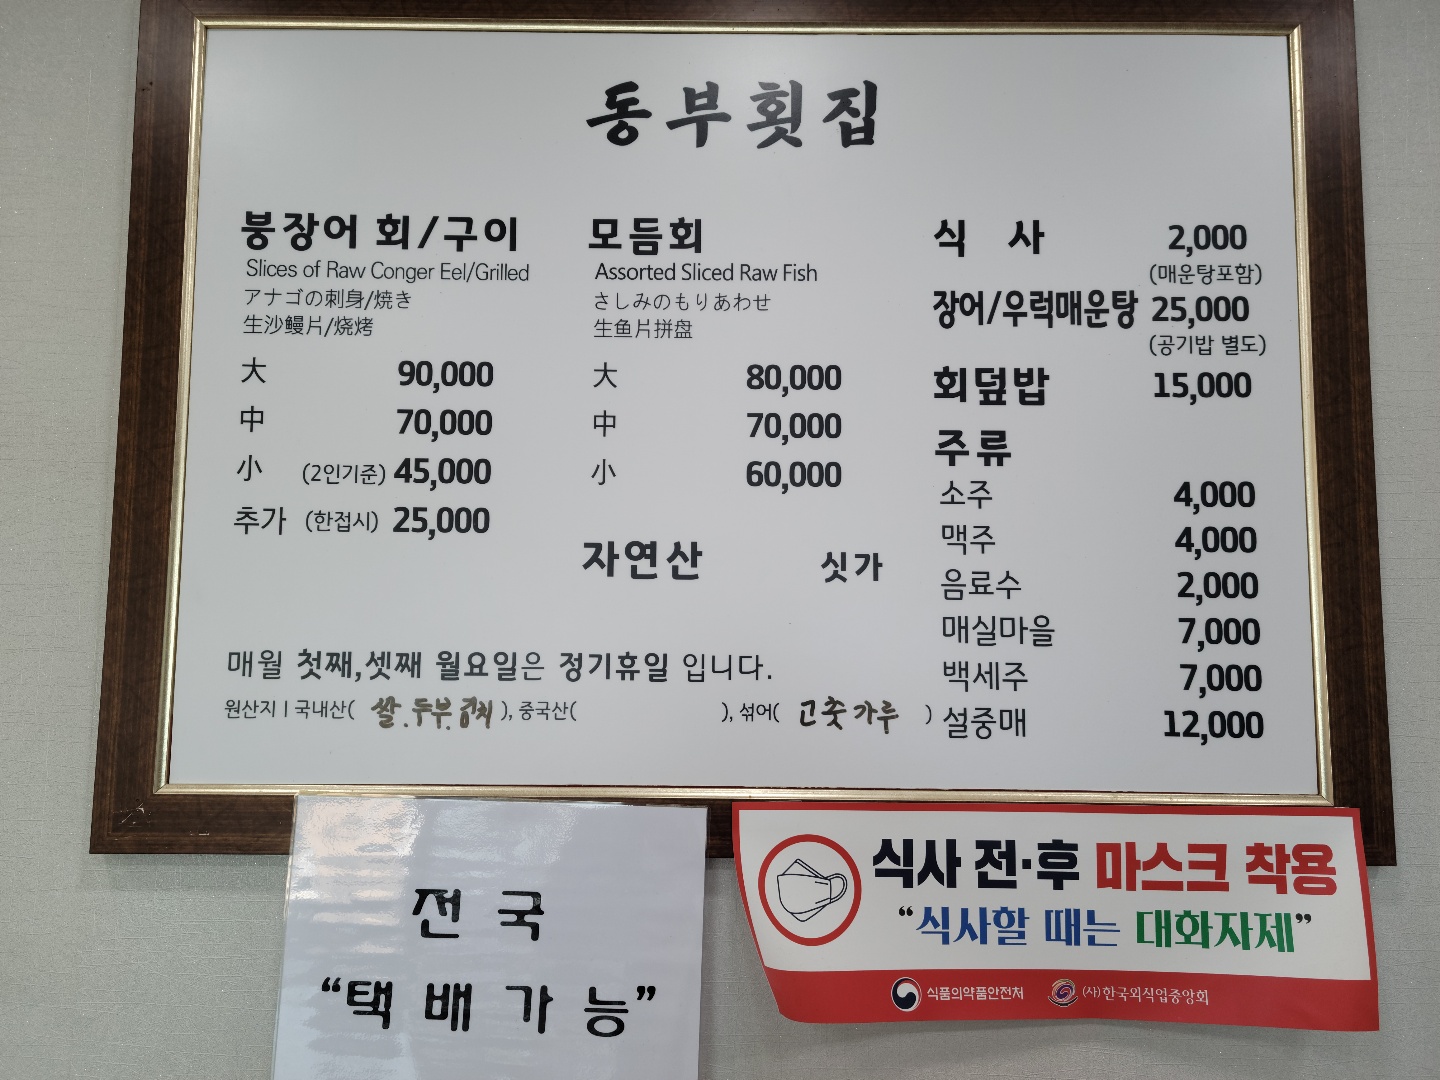 동부횟집
붕장어 회/구이
Slices of Raw Conger Eel/Grilled
アナゴの刺身/焼き
生沙鳗片/烧烤
大 90,000
中 70,000
小 (2인기준) 45,000
추가 (한접시) 25,000
모듬회
Assorted Sliced Raw Fish
さしみのもりあわせ
生鱼片拼盘
大 80,000
中 70,000
小 60,000
자연산 싯가
식 사 2,000
(매운탕포함)
장어/우럭매운탕 25,000
(공기밥 별도)
회덮밥 15,000
주류
소주 4,000
맥주 4,000
음료수 2,000
매실마을 7,000
백세주 7,000
설중매 12,000
매월 첫째,셋째 월요일은 정기휴일 입니다.
원산지 | 국내산( 쌀.두부.김치 ), 중국산( ), 섞어( 고춧가루 )
전 국
“택 배 가 능”
식사 전·후 마스크 착용
“식사할 때는 대화자제”
식품의약품안전처 (사)한국외식업중앙회